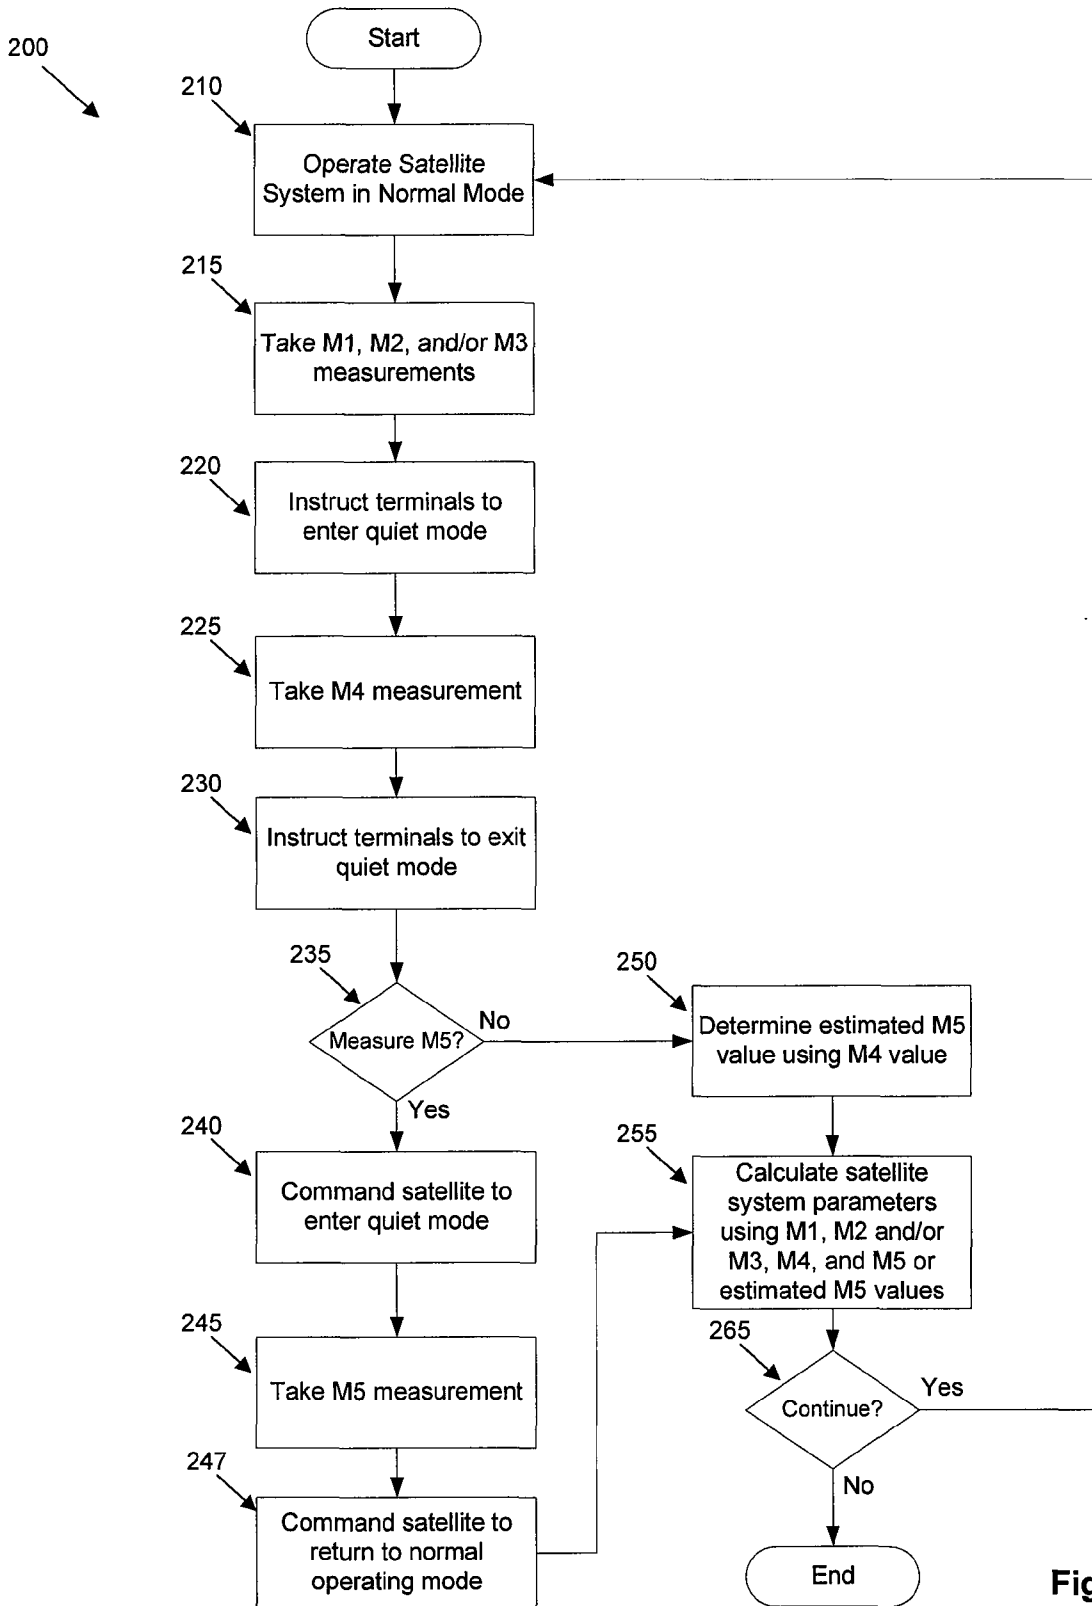 200
Start
210
Operate Satellite
System in Normal Mode
215
Take M1, M2, and/or M3
measurements
220
Instruct terminals to
enter quiet mode
225
Take M4 measurement
230
Instruct terminals to exit
quiet mode
235
Measure M5?
No
Yes
250
Determine estimated M5
value using M4 value
240
Command satellite to
enter quiet mode
255
Calculate satellite
system parameters
using M1, M2 and/or
M3, M4, and M5 or
estimated M5 values
245
Take M5 measurement
265
Continue?
Yes
No
247
Command satellite to
return to normal
operating mode
End
Fig